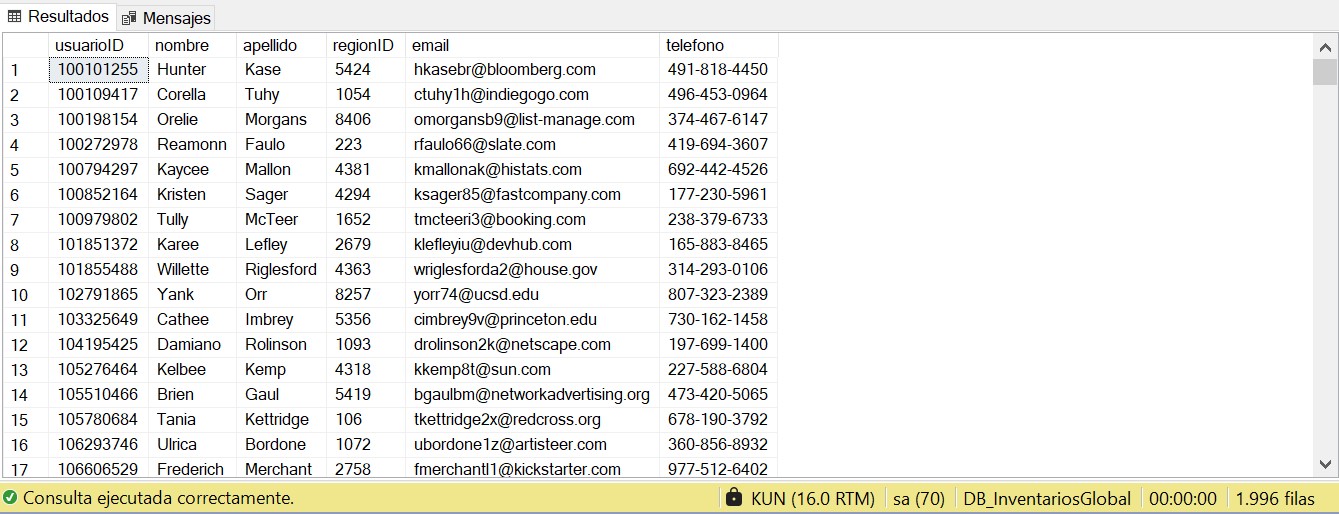 Resultados Mensajes
usuarioID nombre apellido regionID email telefono
1 100101255 Hunter Kase 5424 hkasebr@bloomberg.com 491-818-4450
2 100109417 Corella Tuhy 1054 ctuhy1h@indiegogo.com 496-453-0964
3 100198154 Orelie Morgans 8406 omorgansb9@list-manage.com 374-467-6147
4 100272978 Reamonn Faulo 223 rfaulo66@slate.com 419-694-3607
5 100794297 Kaycee Mallon 4381 kmallonak@histats.com 692-442-4526
6 100852164 Kristen Sager 4294 ksager85@fastcompany.com 177-230-5961
7 100979802 Tully McTeer 1652 tmcteeri3@booking.com 238-379-6733
8 101851372 Karee Lefley 2679 klefleyiu@devhub.com 165-883-8465
9 101855488 Willette Riglesford 4363 wriglesforda2@house.gov 314-293-0106
10 102791865 Yank Orr 8257 yorr74@ucsd.edu 807-323-2389
11 103325649 Cathee Imbrey 5356 cimbrey9v@princeton.edu 730-162-1458
12 104195425 Damiano Rolinson 1093 drolinson2k@netscape.com 197-699-1400
13 105276464 Kelbee Kemp 4318 kkemp8t@sun.com 227-588-6804
14 105510466 Brien Gaul 5419 bgaulbm@networkadvertising.org 473-420-5065
15 105780684 Tania Kettridge 106 tkettridge2x@redcross.org 678-190-3792
16 106293746 Ulrica Bordone 1072 ubordone1z@artisteer.com 360-856-8932
17 106606529 Frederich Merchant 2758 fmerchantl1@kickstarter.com 977-512-6402
Consulta ejecutada correctamente. KUN (16.0 RTM) sa (70) DB_InventariosGlobal 00:00:00 1.996 filas